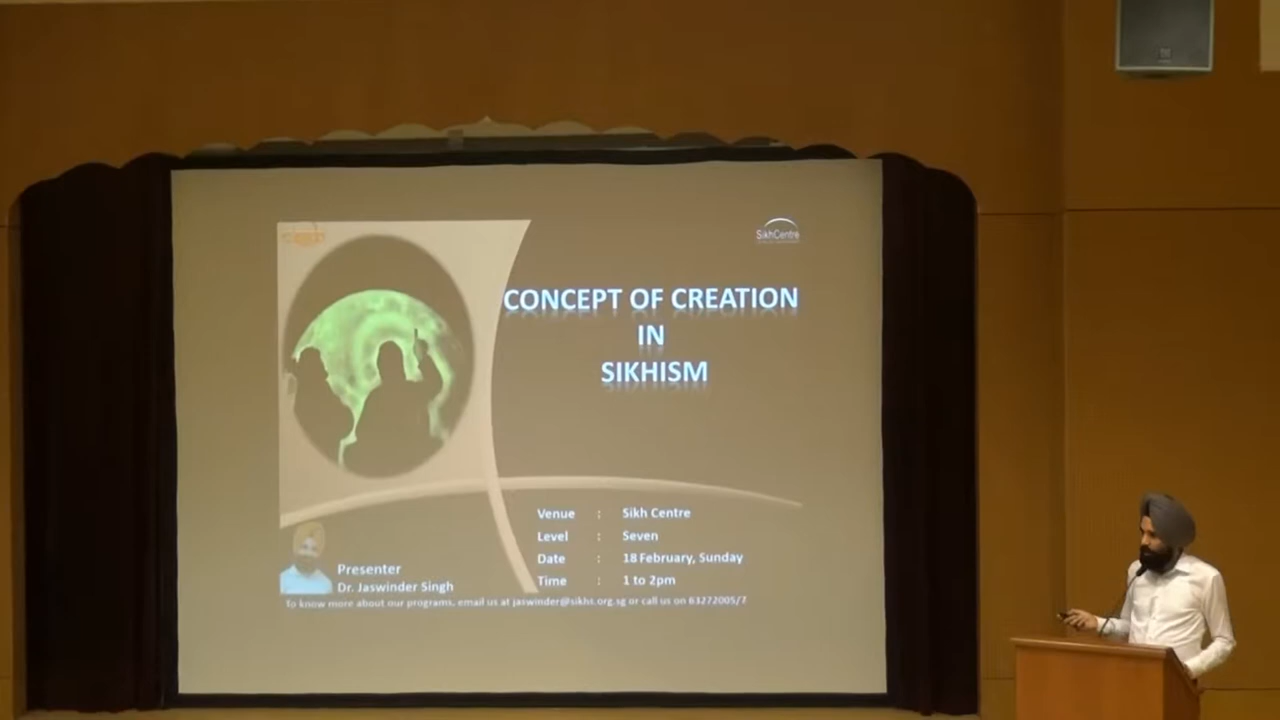 SikhCentre
CONCEPT OF CREATION
IN
SIKHISM
Venue : Sikh Centre
Level : Seven
Date : 18 February, Sunday
Time : 1 to 2pm
Presenter
Dr. Jaswinder Singh
To know more about our programs, email us at jaswinder@sikhs.org.sg or call us on 63272005/7